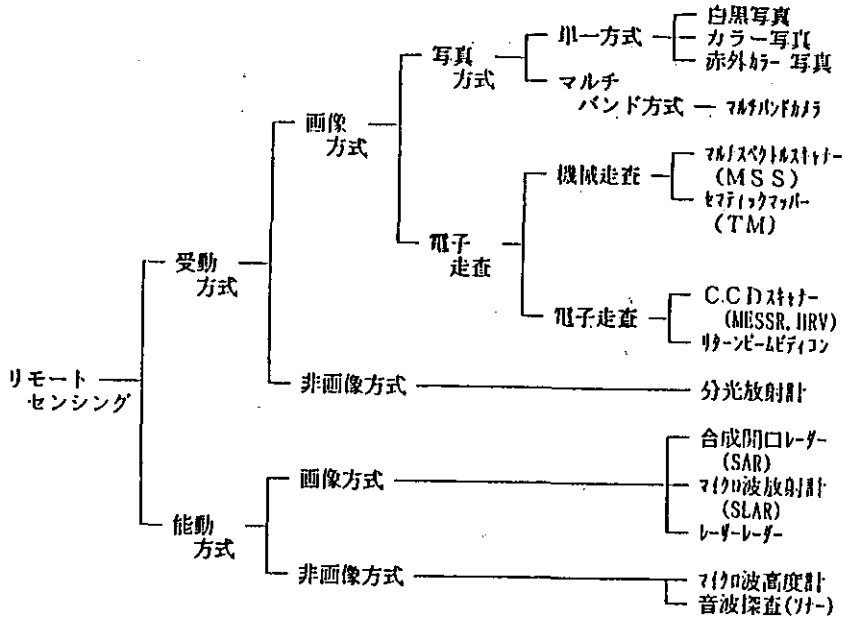 白黒写真
単一方式
カラー写真
写真
方式
赤外カラー 写真
マルチ
バンド方式
マルチバンドカメラ
画像
方式
マルチスペクトルスキャナー
機械走査
(MSS)
セマティックマッパー
(TM)
電子
走査
受動
方式
C.C Dスキャナー
電子走査
(MESSR. HRV)
リターンビームビディコン
リモート
センシング
非画像方式
分光放射計
合成開口レーダー
(SAR)
画像方式
マイクロ波放射計
(SLAR)
レーザーレーダー
能動
方式
非画像方式
マイクロ波高度計
音波探査(ソナー)